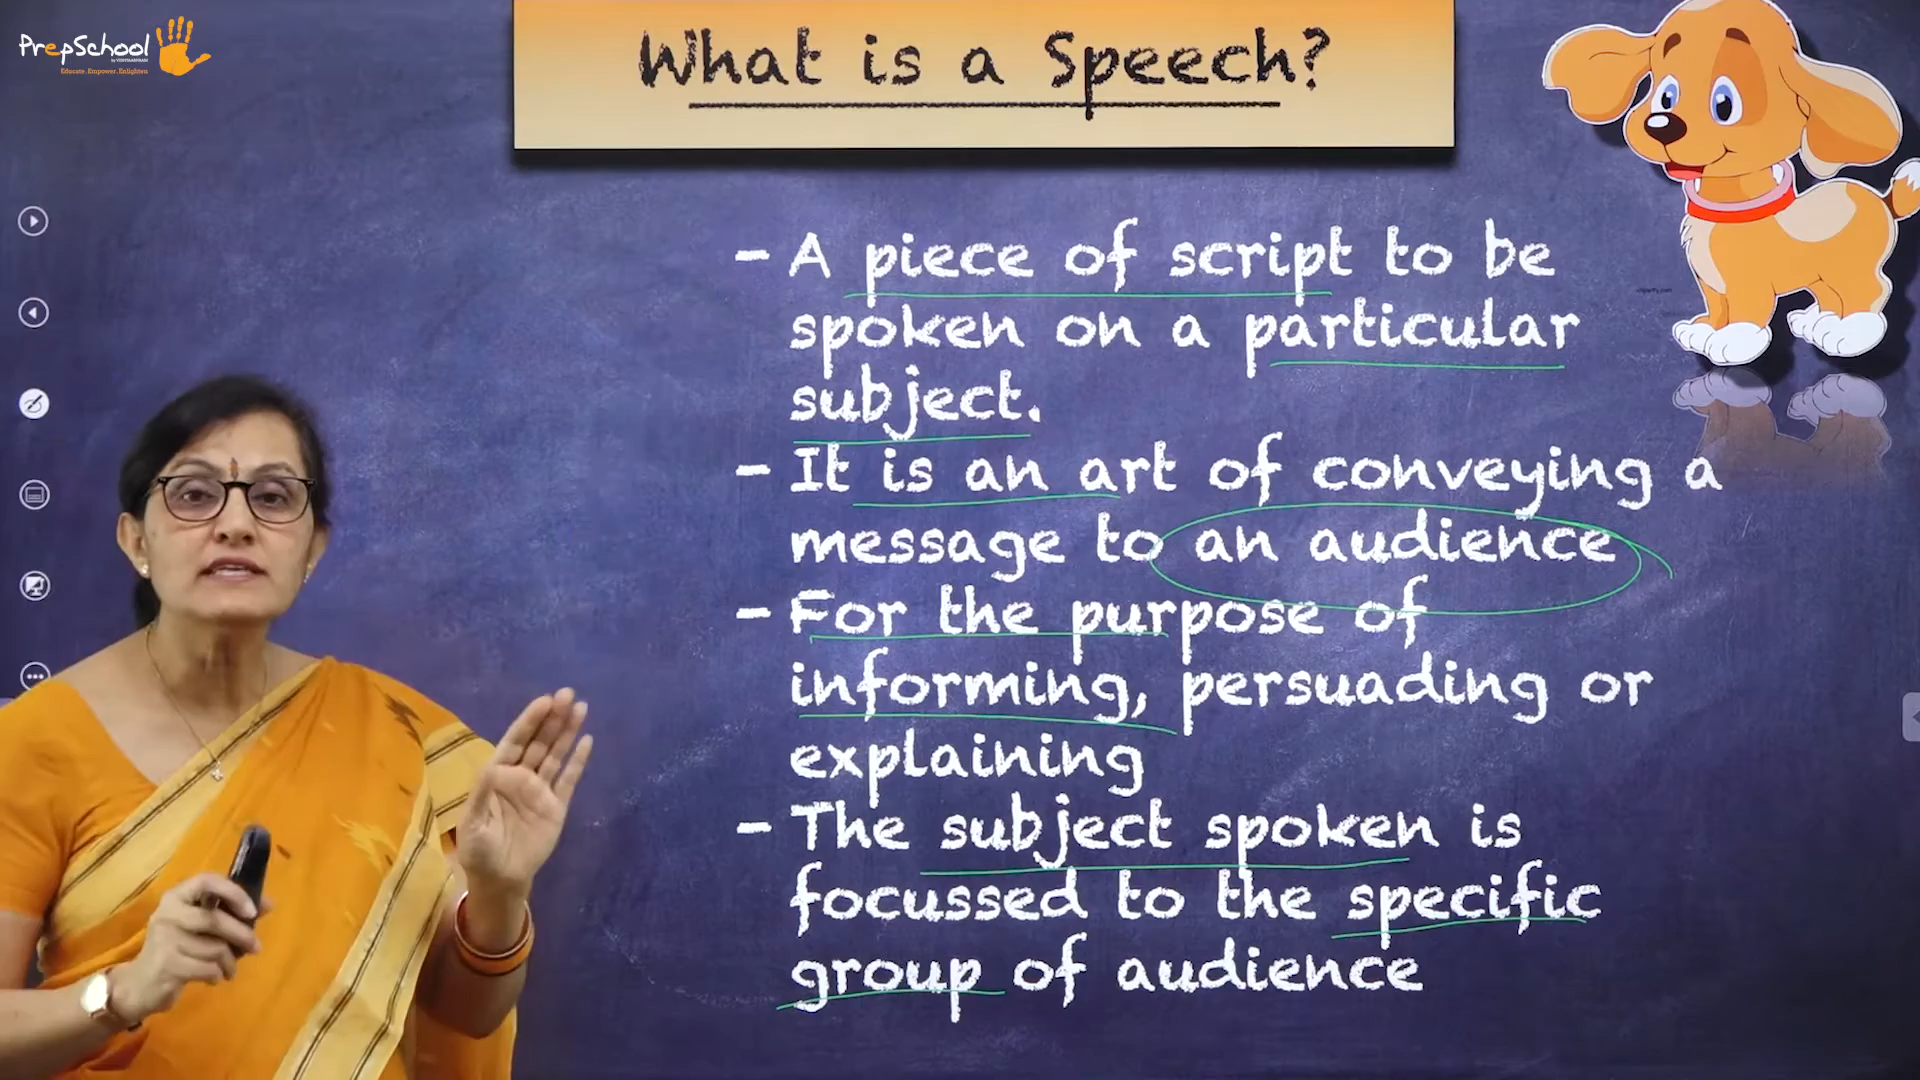 PrepSchool
Educate. Empower. Enlighten
What is a Speech?
- A piece of script to be
spoken on a particular
subject.
- It is an art of conveying a
message to an audience
- For the purpose of
informing, persuading or
explaining
- The subject spoken is
focussed to the specific
group of audience